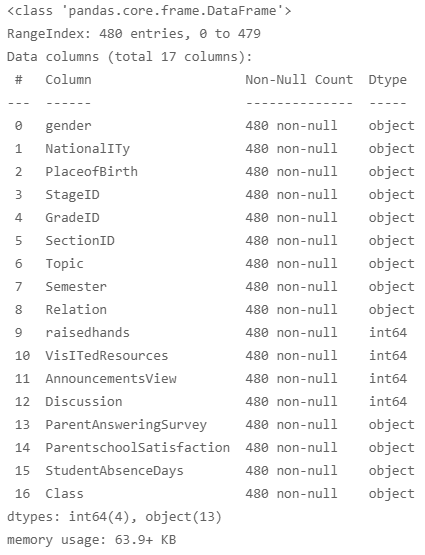 <class 'pandas.core.frame.DataFrame'>
RangeIndex: 480 entries, 0 to 479
Data columns (total 17 columns):
 #   Column                    Non-Null Count  Dtype
---  ------                    --------------  -----
 0   gender                    480 non-null    object
 1   NationalITy               480 non-null    object
 2   PlaceofBirth              480 non-null    object
 3   StageID                   480 non-null    object
 4   GradeID                   480 non-null    object
 5   SectionID                 480 non-null    object
 6   Topic                     480 non-null    object
 7   Semester                  480 non-null    object
 8   Relation                  480 non-null    object
 9   raisedhands               480 non-null    int64
 10  VisITedResources          480 non-null    int64
 11  AnnouncementsView         480 non-null    int64
 12  Discussion                480 non-null    int64
 13  ParentAnsweringSurvey     480 non-null    object
 14  ParentschoolSatisfaction  480 non-null    object
 15  StudentAbsenceDays        480 non-null    object
 16  Class                     480 non-null    object
dtypes: int64(4), object(13)
memory usage: 63.9+ KB